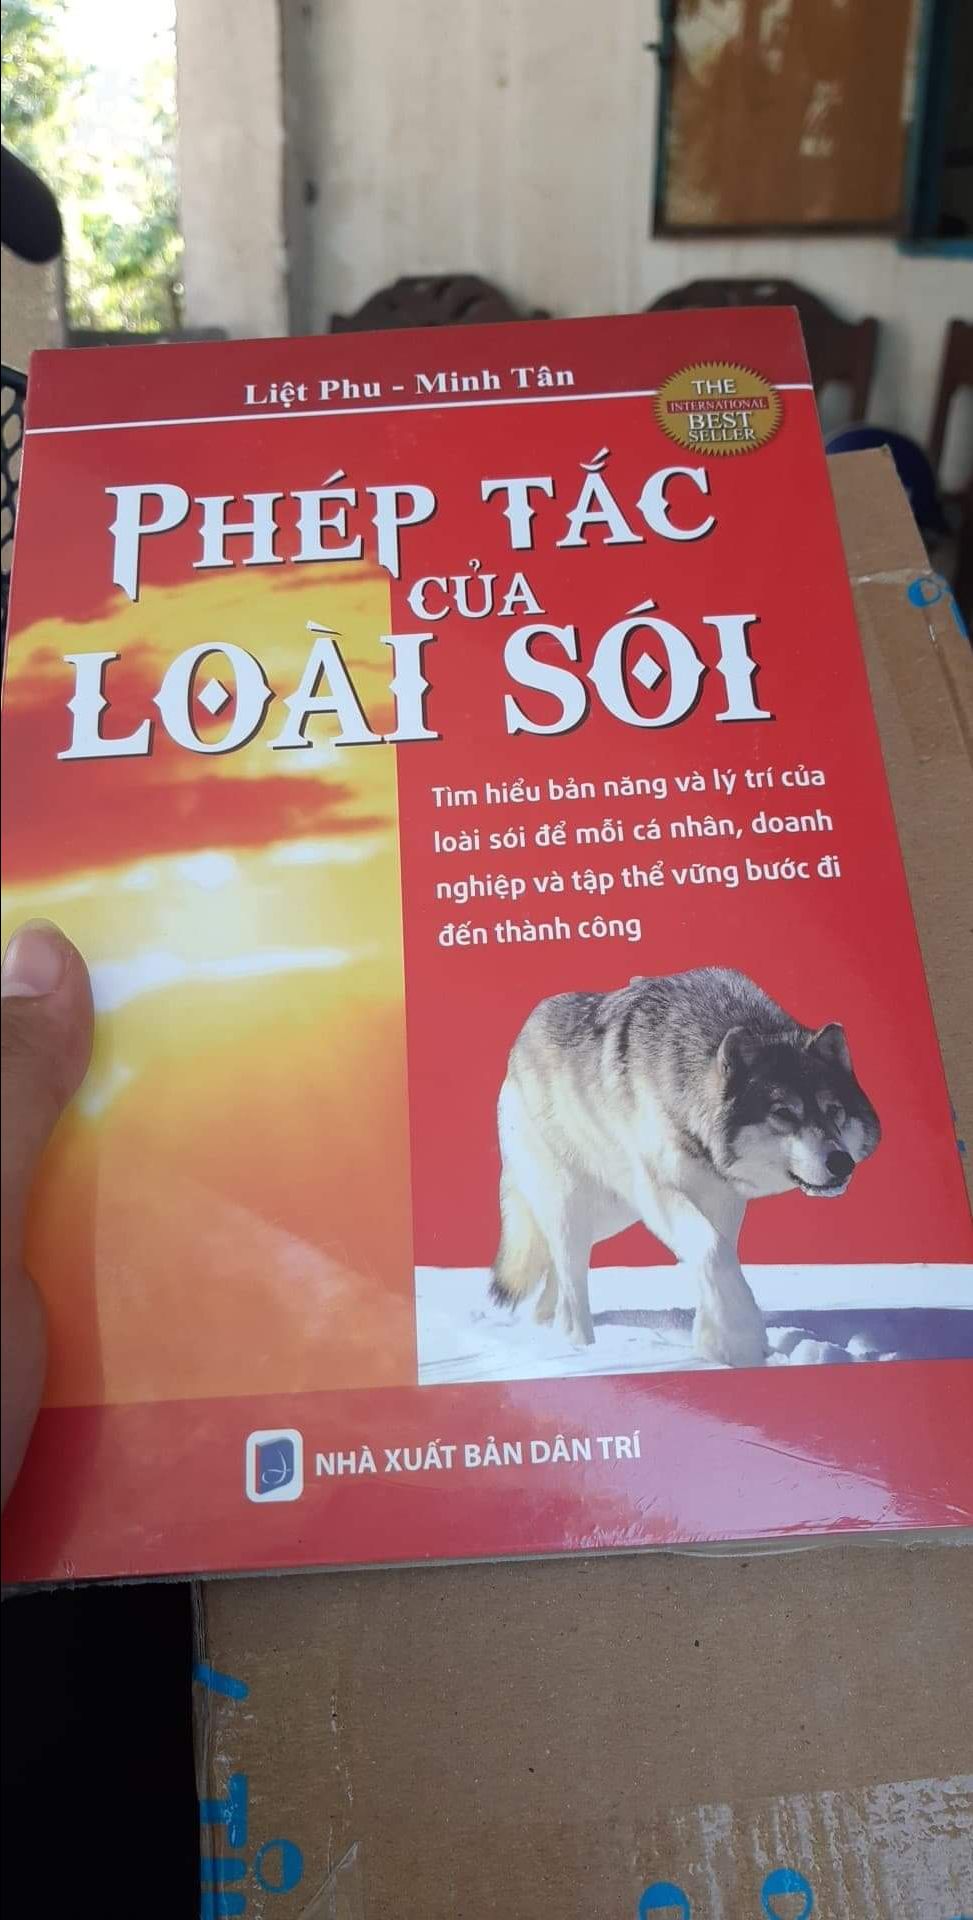 Liệt Phu - Minh Tân
THE
INTERNATIONAL
BEST
SELLER
PHÉP TẮC
CỦA
LOÀI SÓI
Tìm hiểu bản năng và lý trí của
loài sói để mỗi cá nhân, doanh
nghiệp và tập thể vững bước đi
đến thành công
NHÀ XUẤT BẢN DÂN TRÍ